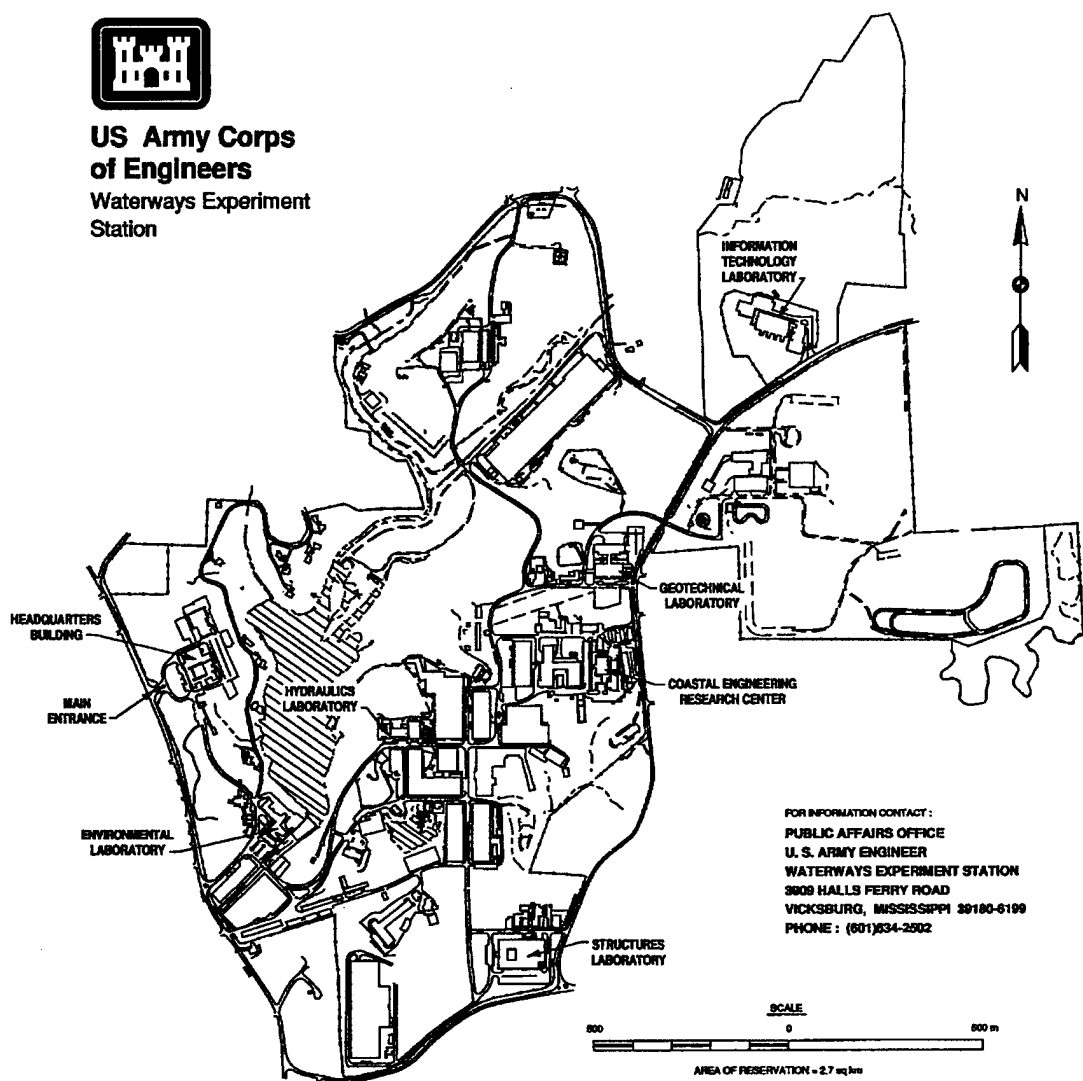 US Army Corps
of Engineers
Waterways Experiment
Station
N
INFORMATION
TECHNOLOGY
LABORATORY
GEOTECHNICAL
LABORATORY
HEADQUARTERS
BUILDING
MAIN
ENTRANCE
HYDRAULICS
LABORATORY
COASTAL ENGINEERING
RESEARCH CENTER
ENVIRONMENTAL
LABORATORY
STRUCTURES
LABORATORY
FOR INFORMATION CONTACT :
PUBLIC AFFAIRS OFFICE
U. S. ARMY ENGINEER
WATERWAYS EXPERIMENT STATION
3909 HALLS FERRY ROAD
VICKSBURG, MISSISSIPPI 39180-6199
PHONE : (601)634-2502
SCALE
500 0 500 m
AREA OF RESERVATION = 2.7 sq km